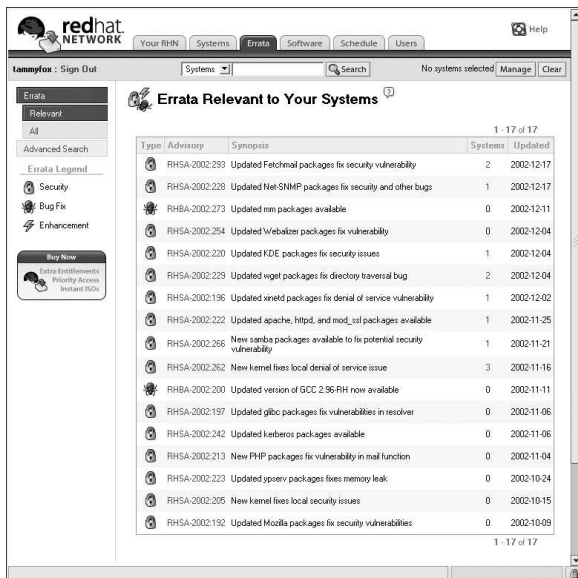 redhat.
NETWORK
Your RHN Systems Errata Software Schedule Users
Help
tammyfox : Sign Out
Systems
Search
No systems selected Manage Clear
Errata
Relevant
All
Advanced Search
Errata Legend
Security
Bug Fix
Enhancement
Buy Now
Extra Entitlements
Priority Access
Instant ISOs
Errata Relevant to Your Systems ?
1 - 17 of 17
Type Advisory Synopsis Systems Updated
RHSA-2002:293 Updated Fetchmail packages fix security vulnerability 2 2002-12-17
RHSA-2002:228 Updated Net-SNMP packages fix security and other bugs 1 2002-12-17
RHBA-2002:273 Updated mm packages available 0 2002-12-11
RHSA-2002:254 Updated Webalizer packages fix vulnerability 0 2002-12-04
RHSA-2002:220 Updated KDE packages fix security issues 1 2002-12-04
RHSA-2002:229 Updated wget packages fix directory traversal bug 2 2002-12-04
RHSA-2002:196 Updated xinetd packages fix denial of service vulnerability 1 2002-12-02
RHSA-2002:222 Updated apache, httpd, and mod_ssl packages available 1 2002-11-25
RHSA-2002:266 New samba packages available to fix potential security vulnerability 1 2002-11-21
RHSA-2002:262 New kernel fixes local denial of service issue 3 2002-11-16
RHBA-2002:200 Updated version of GCC 2.96-RH now available 0 2002-11-11
RHSA-2002:197 Updated glibc packages fix vulnerabilities in resolver 0 2002-11-06
RHSA-2002:242 Updated kerberos packages available 0 2002-11-06
RHSA-2002:213 New PHP packages fix vulnerability in mail function 0 2002-11-04
RHSA-2002:223 Updated ypserv packages fixes memory leak 0 2002-10-24
RHSA-2002:205 New kernel fixes local security issues 0 2002-10-15
RHSA-2002:192 Updated Mozilla packages fix security vulnerabilities 0 2002-10-09
1 - 17 of 17